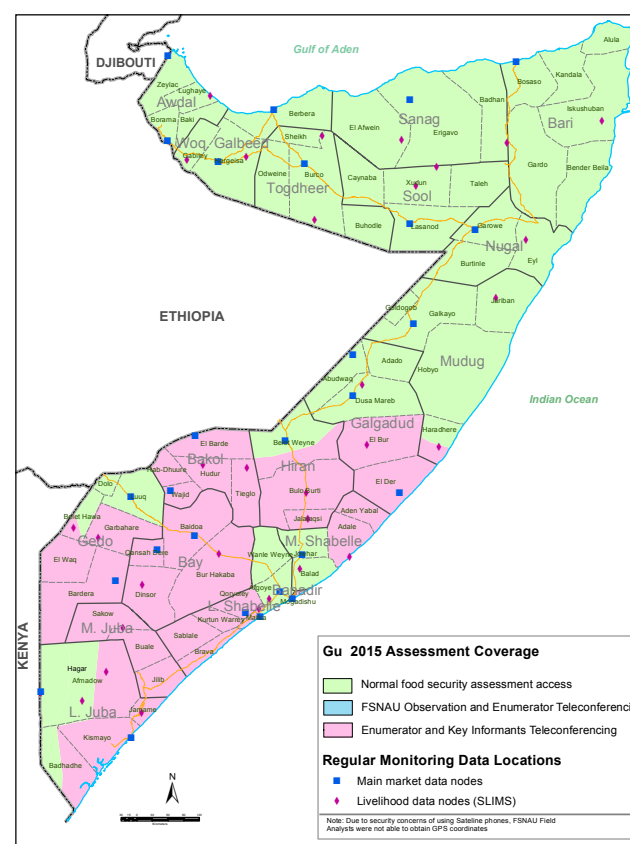 Gulf of Aden
DJIBOUTI
Alula
Kandala
Bosaso
Zeylac
Lughaye
Badhan
Iskushuban
Awdal
Berbera
Sanag
Bari
Borama
Baki
El Afwein
Erigavo
Woq. Galbeed
Sheikh
Gabiley
Hargeisa
Gardo
Bender Beila
Odweine
Burco
Caynaba
Xudun
Taleh
Togdheer
Sool
Buhodle
Lasanod
Garowe
Nugal
Burtinle
Eyl
ETHIOPIA
Jariban
Goldogob
Galkayo
Adado
Mudug
Abudwaq
Hobyo
Dusa Mareb
Indian Ocean
Galgadud
Haradhere
El Barde
Belet Weyne
El Bur
Bakol
Rab-Dhuure
Hudur
Hiran
Dolo
Tieglo
El Der
Luuq
Wajid
Bulo Burti
Belet Hawa
Garbahare
Jalalaqsi
Aden Yabal
Adale
Baidoa
Gedo
Qansah Dere
M. Shabelle
Wanle Weyne
Jowhar
El Waq
Bay
Bur Hakaba
Balad
Bardera
Dinsor
Afgoye
Banadir
Qoryoley
Mogadishu
L. Shabelle
Sakow
Kurtun Warrey
Marka
M. Juba
Sablale
Buale
Brava
KENYA
Hagar
Afmadow
Jilib
L. Juba
Jamame
Kismayo
Badhadhe
N
Kilometers
Gu 2015 Assessment Coverage
Normal food security assessment access
FSNAU Observation and Enumerator Teleconferenci
Enumerator and Key Informants Teleconferencing
Regular Monitoring Data Locations
Main market data nodes
Livelihood data nodes (SLIMS)
Note: Due to security concerns of using Sateline phones, FSNAU Field
Analysts were not able to obtain GPS coordinates